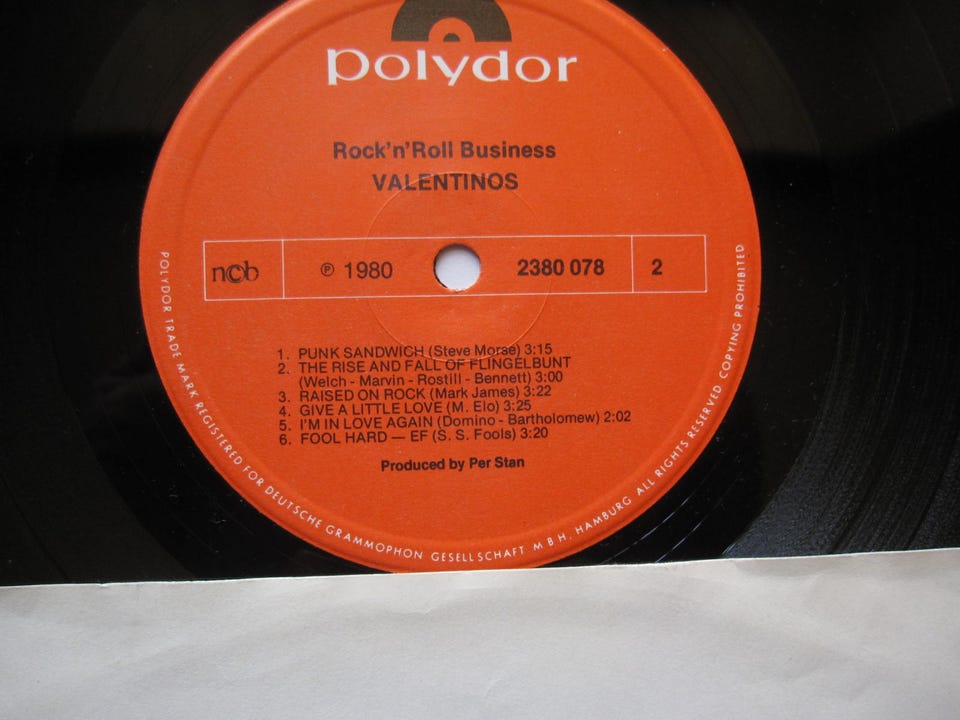 polydor
Rock'n'Roll Business
VALENTINOS
ncb ℗ 1980 2380 078 2
1. PUNK SANDWICH (Steve Morse) 3:15
2. THE RISE AND FALL OF FLINGELBUNT
(Welch - Marvin - Rostill - Bennett) 3:00
3. RAISED ON ROCK (Mark James) 3:22
4. GIVE A LITTLE LOVE (M. Elo) 3:25
5. I'M IN LOVE AGAIN (Domino - Bartholomew) 2:02
6. FOOL HARD — EF (S. S. Fools) 3:20
Produced by Per Stan
POLYDOR TRADE MARK REGISTERED FOR DEUTSCHE GRAMMOPHON GESELLSCHAFT M B H. HAMBURG ALL RIGHTS RESERVED COPYING PROHIBITED